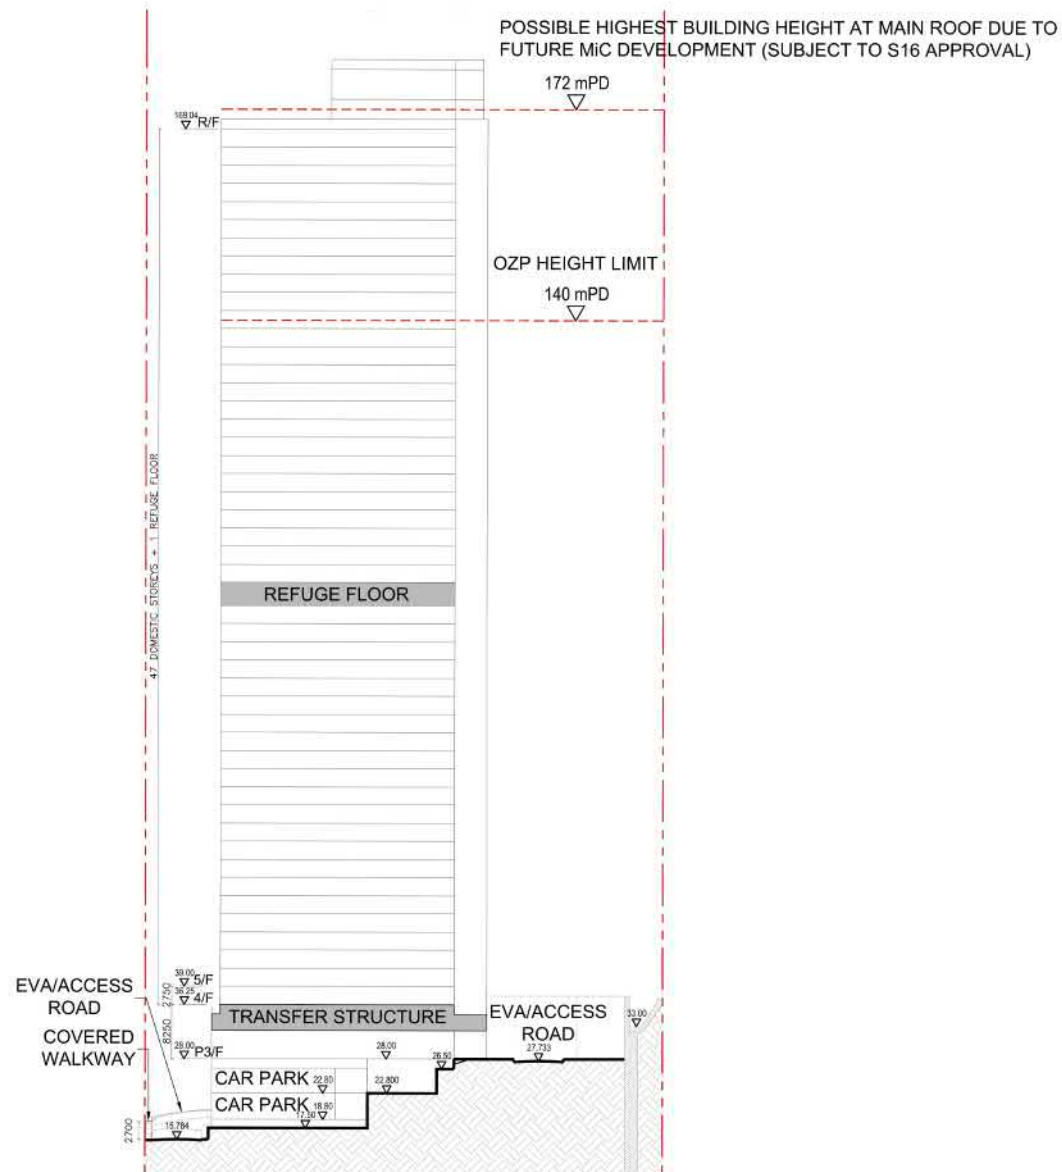 POSSIBLE HIGHEST BUILDING HEIGHT AT MAIN ROOF DUE TO
FUTURE MiC DEVELOPMENT (SUBJECT TO S16 APPROVAL)
172 mPD
169.04
R/F
OZP HEIGHT LIMIT
140 mPD
47 DOMESTIC STOREYS + 1 REFUGE FLOOR
REFUGE FLOOR
39.00
5/F
2750
36.25
4/F
EVA/ACCESS
ROAD
TRANSFER STRUCTURE
EVA/ACCESS
ROAD
33.00
8250
COVERED
WALKWAY
P3/F
28.00
27.733
26.50
CAR PARK
22.80
22.800
CAR PARK
18.80
17.50
2700
15.784